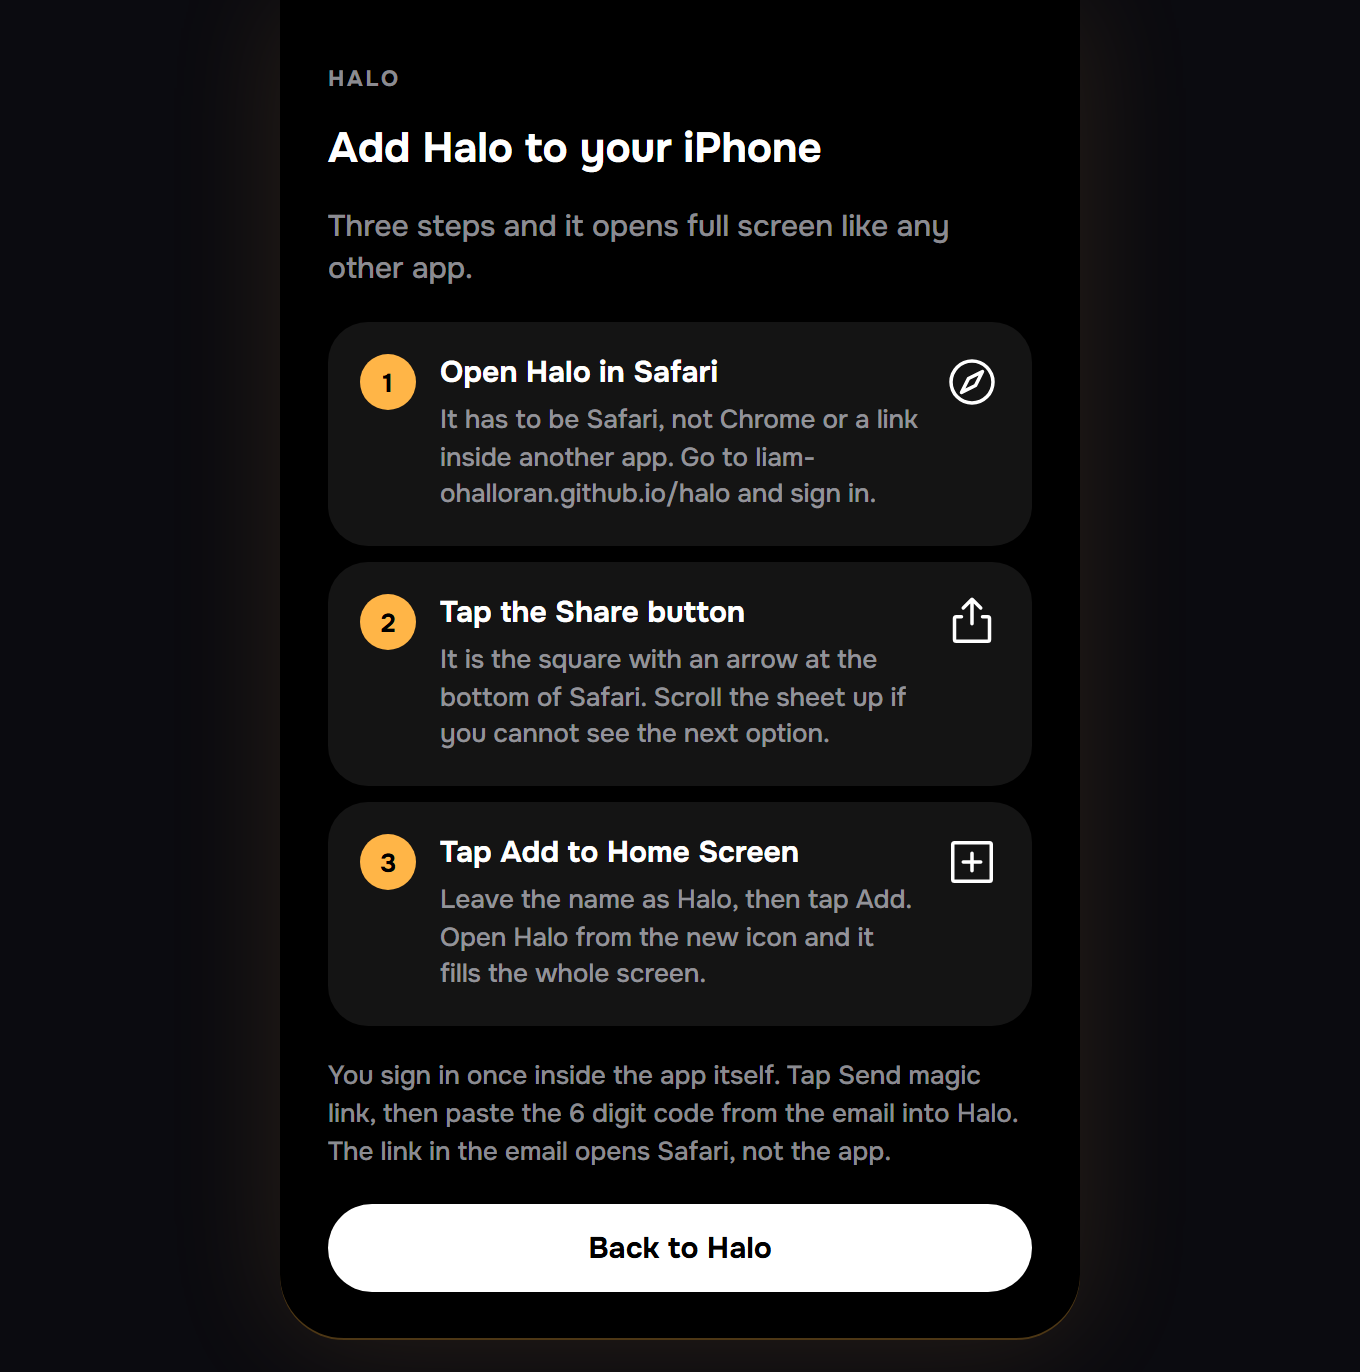 HALO
Add Halo to your iPhone
Three steps and it opens full screen like any
other app.
1
Open Halo in Safari
It has to be Safari, not Chrome or a link
inside another app. Go to liam-
ohalloran.github.io/halo and sign in.
2
Tap the Share button
It is the square with an arrow at the
bottom of Safari. Scroll the sheet up if
you cannot see the next option.
3
Tap Add to Home Screen
Leave the name as Halo, then tap Add.
Open Halo from the new icon and it
fills the whole screen.
You sign in once inside the app itself. Tap Send magic
link, then paste the 6 digit code from the email into Halo.
The link in the email opens Safari, not the app.
Back to Halo